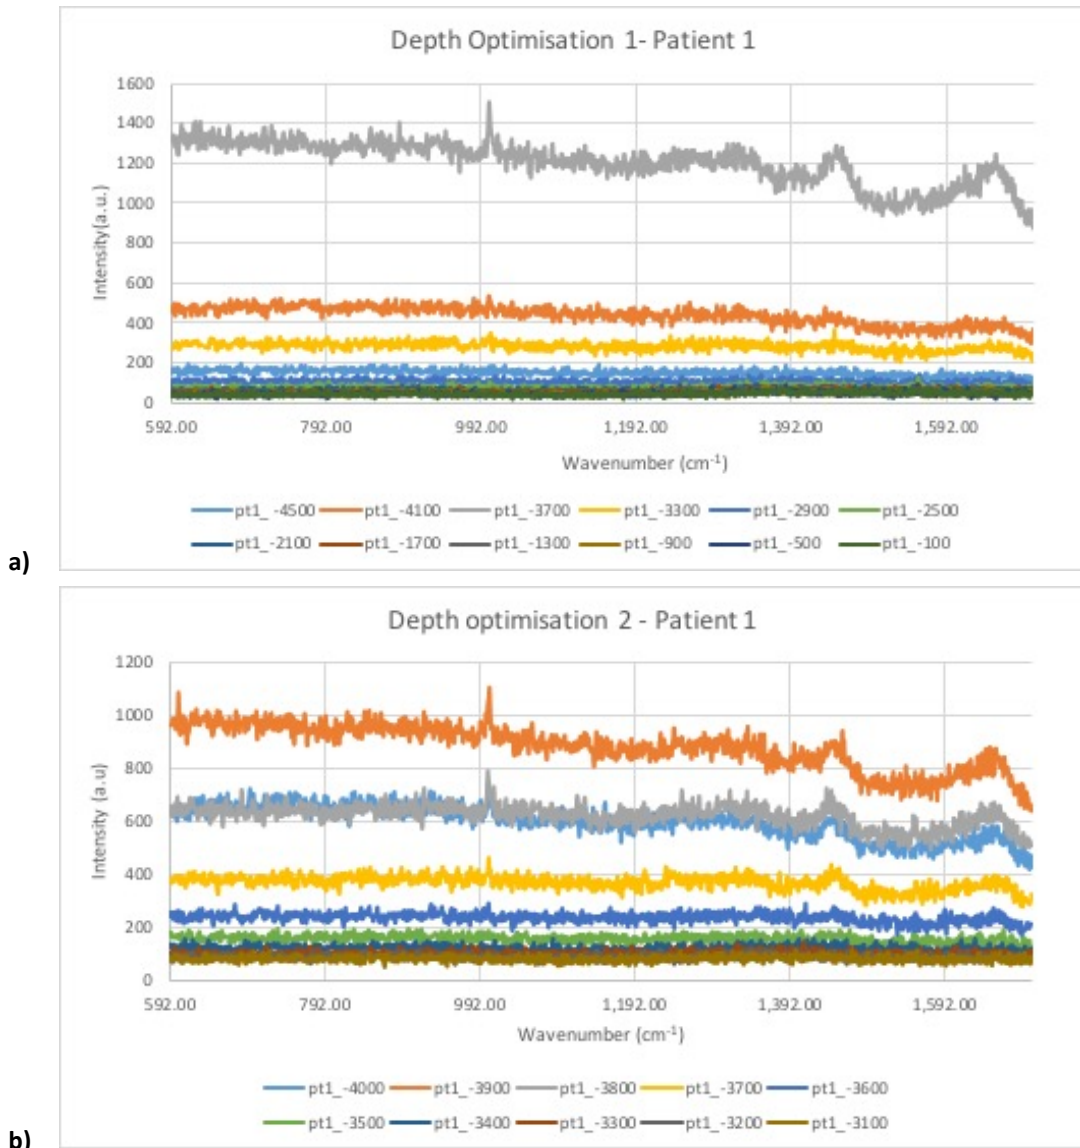 Depth Optimisation 1- Patient 1
1600
1400
1200
1000
800
600
400
200
0
Intensity(a.u.)
592.00 792.00 992.00 1,192.00 1,392.00 1,592.00
Wavenumber (cm⁻¹)
pt1_-4500 pt1_-4100 pt1_-3700 pt1_-3300 pt1_-2900 pt1_-2500
pt1_-2100 pt1_-1700 pt1_-1300 pt1_-900 pt1_-500 pt1_-100
a)
Depth optimisation 2 - Patient 1
1200
1000
800
600
400
200
0
Intensity (a.u)
592.00 792.00 992.00 1,192.00 1,392.00 1,592.00
Wavenumber (cm⁻¹)
pt1_-4000 pt1_-3900 pt1_-3800 pt1_-3700 pt1_-3600
pt1_-3500 pt1_-3400 pt1_-3300 pt1_-3200 pt1_-3100
b)